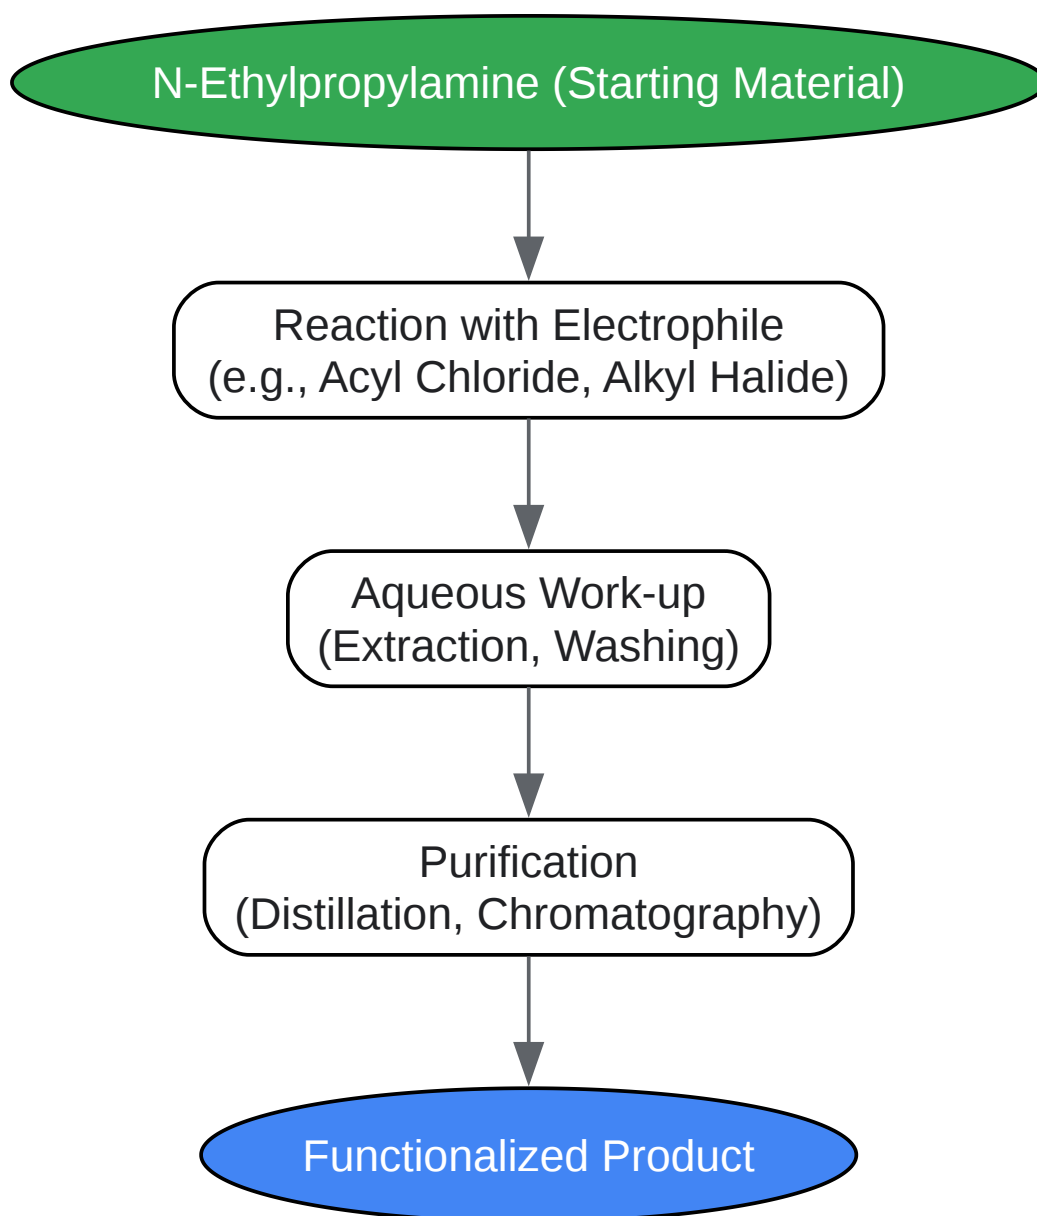 N-Ethylpropylamine (Starting Material)
Reaction with Electrophile
(e.g., Acyl Chloride, Alkyl Halide)
Aqueous Work-up
(Extraction, Washing)
Purification
(Distillation, Chromatography)
Functionalized Product